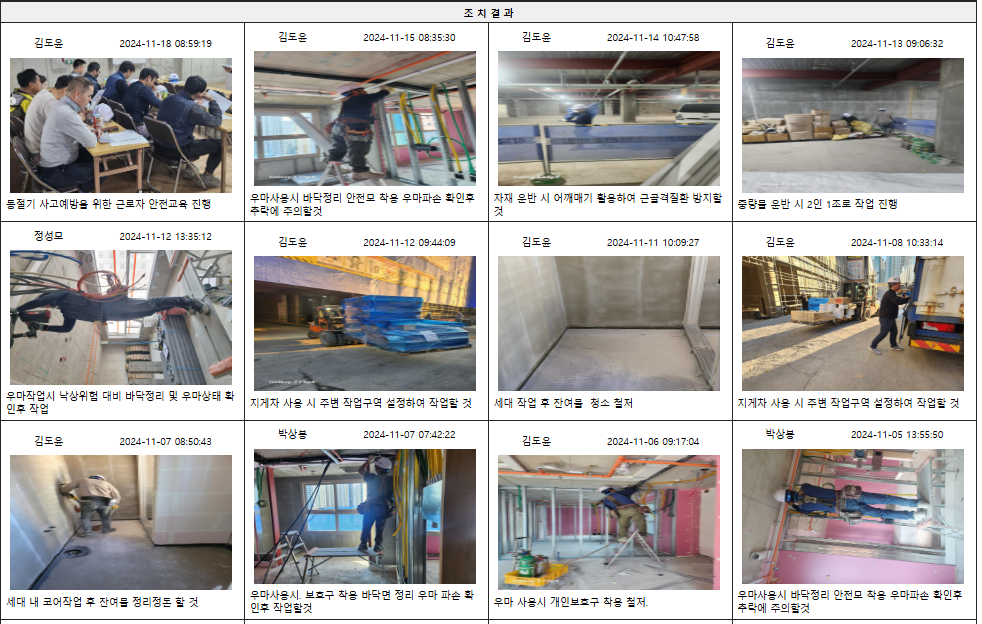 조 치 결 과
김도윤 2024-11-18 08:59:19
동절기 사고예방을 위한 근로자 안전교육 진행
김도윤 2024-11-15 08:35:30
우마사용시 바닥정리 안전모 착용 우마파손 확인후
추락에 주의할것
김도윤 2024-11-14 10:47:58
자재 운반 시 어깨매기 활용하여 근골격질환 방지할
것
김도윤 2024-11-13 09:06:32
중량물 운반 시 2인 1조로 작업 진행
정성모 2024-11-12 13:35:12
우마작업시 낙상위험 대비 바닥정리 및 우마상태 확
인후 작업
김도윤 2024-11-12 09:44:09
지게차 사용 시 주변 작업구역 설정하여 작업할 것
김도윤 2024-11-11 10:09:27
세대 작업 후 잔여물 청소 철저
김도윤 2024-11-08 10:33:14
지게차 사용 시 주변 작업구역 설정하여 작업할 것
김도윤 2024-11-07 08:50:43
세대 내 코어작업 후 잔여물 정리정돈 할 것
박상봉 2024-11-07 07:42:22
우마사용시. 보호구 착용 바닥면 정리 우마 파손 확
인후 작업할것
김도윤 2024-11-06 09:17:04
우마 사용시 개인보호구 착용 철저.
박상봉 2024-11-05 13:55:50
우마사용시 바닥정리 안전모 착용 우마파손 확인후
추락에 주의할것